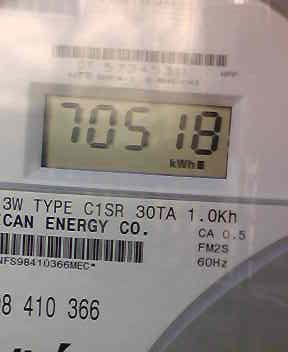 70518
kWh
3W TYPE C1SR 30TA 1.0Kh
CAN ENERGY CO.
CA 0.5
FM2S
NFS98410366MEC*
60Hz
98 410 366